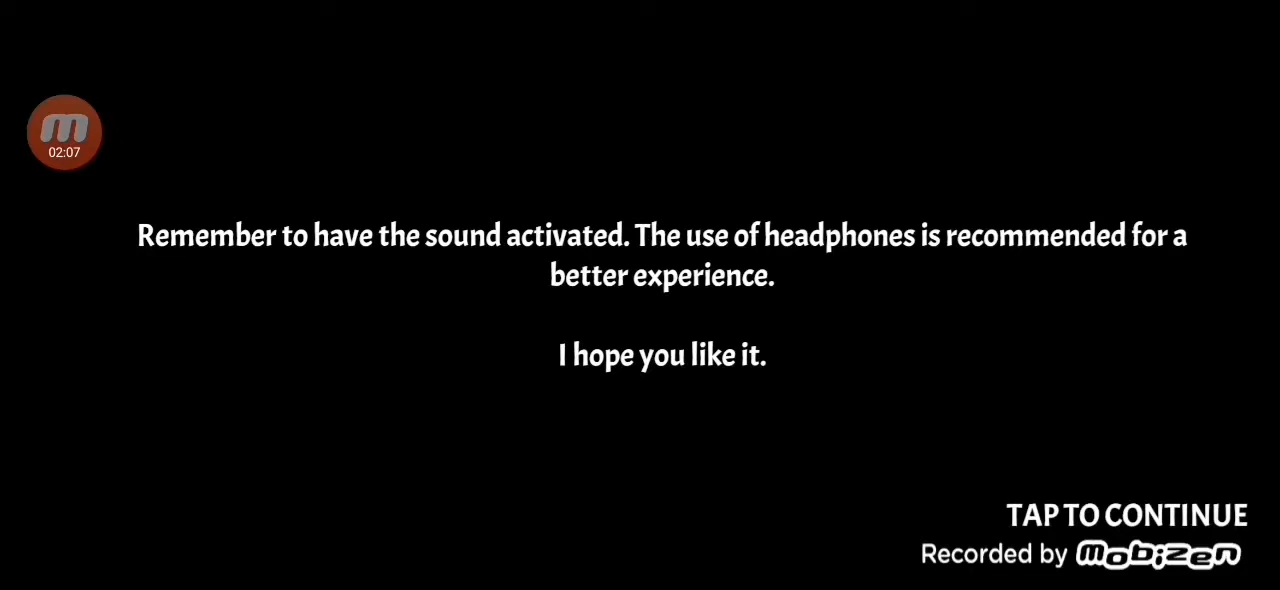 m
02:07
Remember to have the sound activated. The use of headphones is recommended for a
better experience.
I hope you like it.
TAP TO CONTINUE
Recorded by mobizen